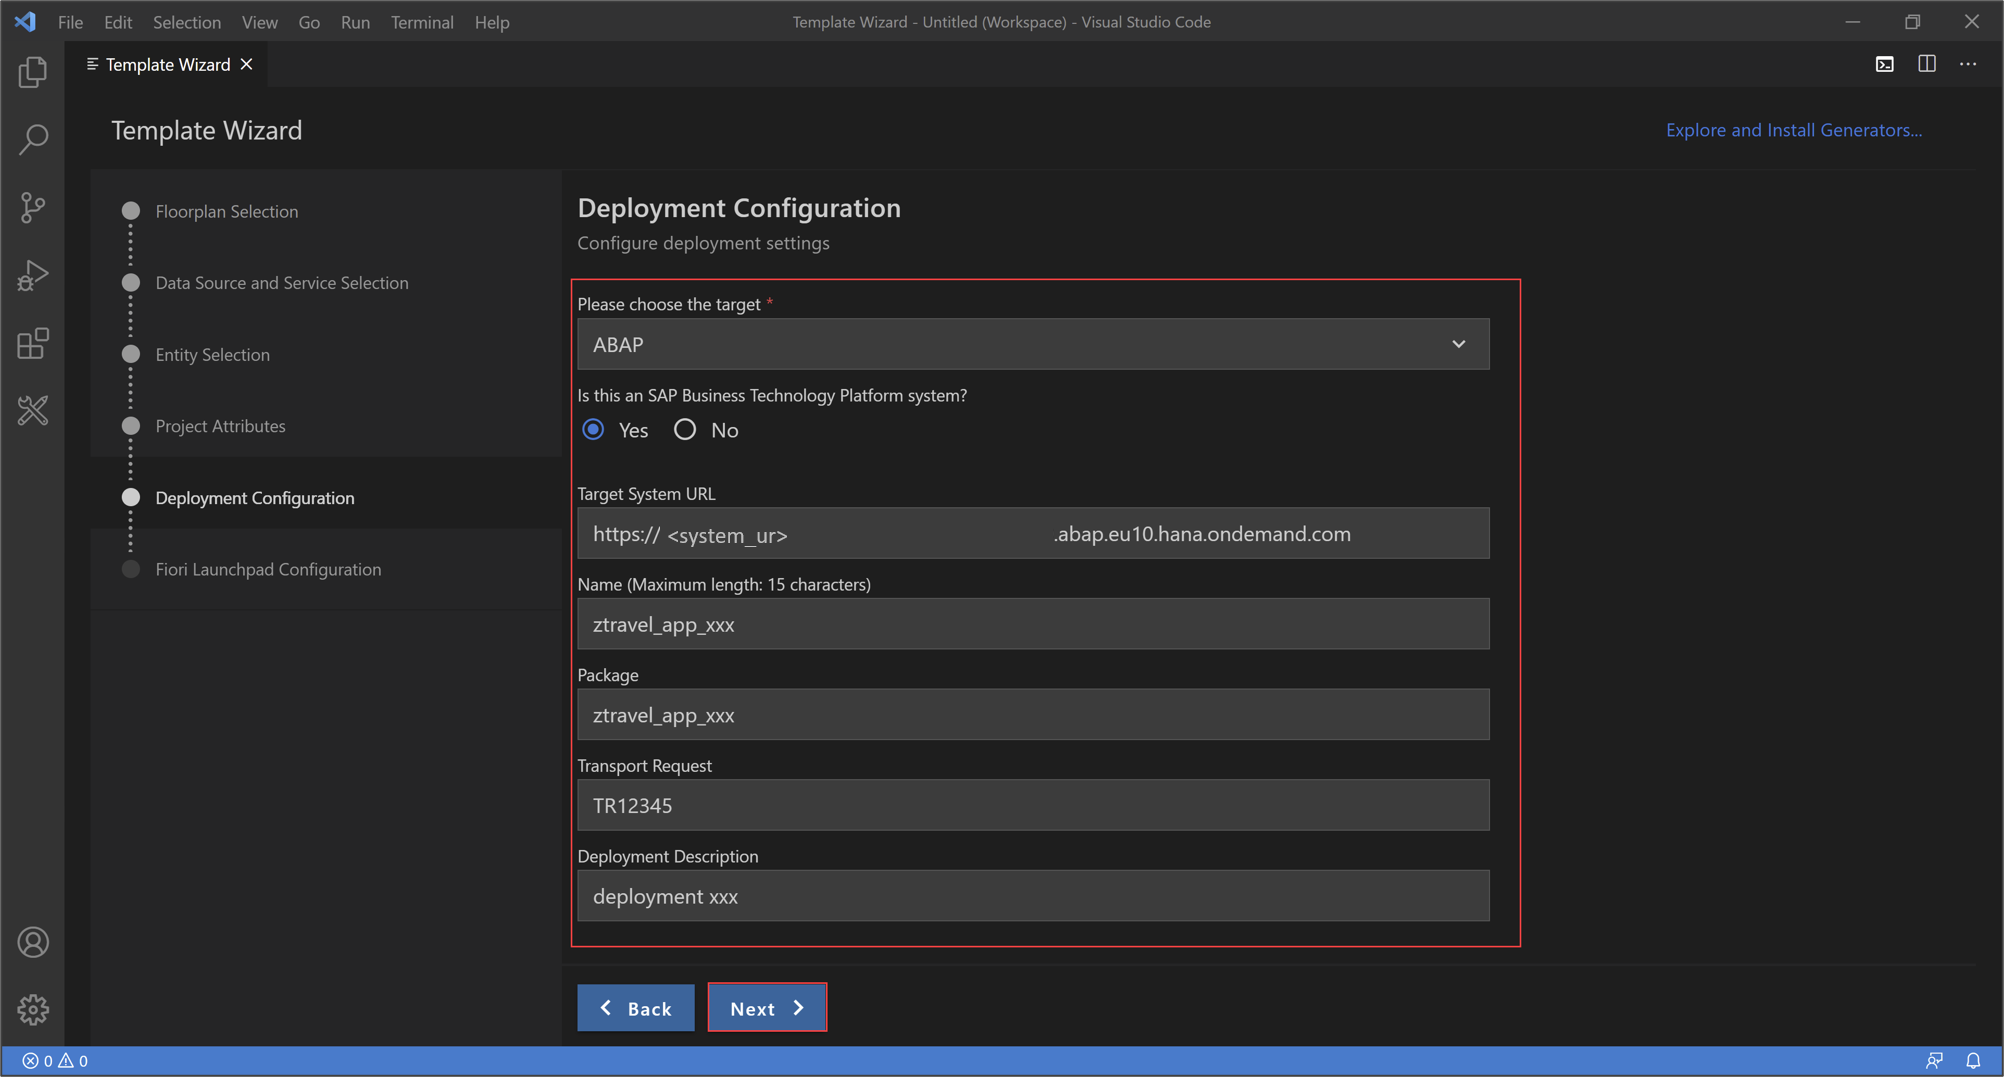 File Edit Selection View Go Run Terminal Help Template Wizard - Untitled (Workspace) - Visual Studio Code
Template Wizard
Template Wizard
Explore and Install Generators...
Floorplan Selection
Data Source and Service Selection
Entity Selection
Project Attributes
Deployment Configuration
Fiori Launchpad Configuration
Deployment Configuration
Configure deployment settings
Please choose the target *
ABAP
Is this an SAP Business Technology Platform system?
Yes No
Target System URL
https:// <system_ur> .abap.eu10.hana.ondemand.com
Name (Maximum length: 15 characters)
ztravel_app_xxx
Package
ztravel_app_xxx
Transport Request
TR12345
Deployment Description
deployment xxx
Back Next
0 0